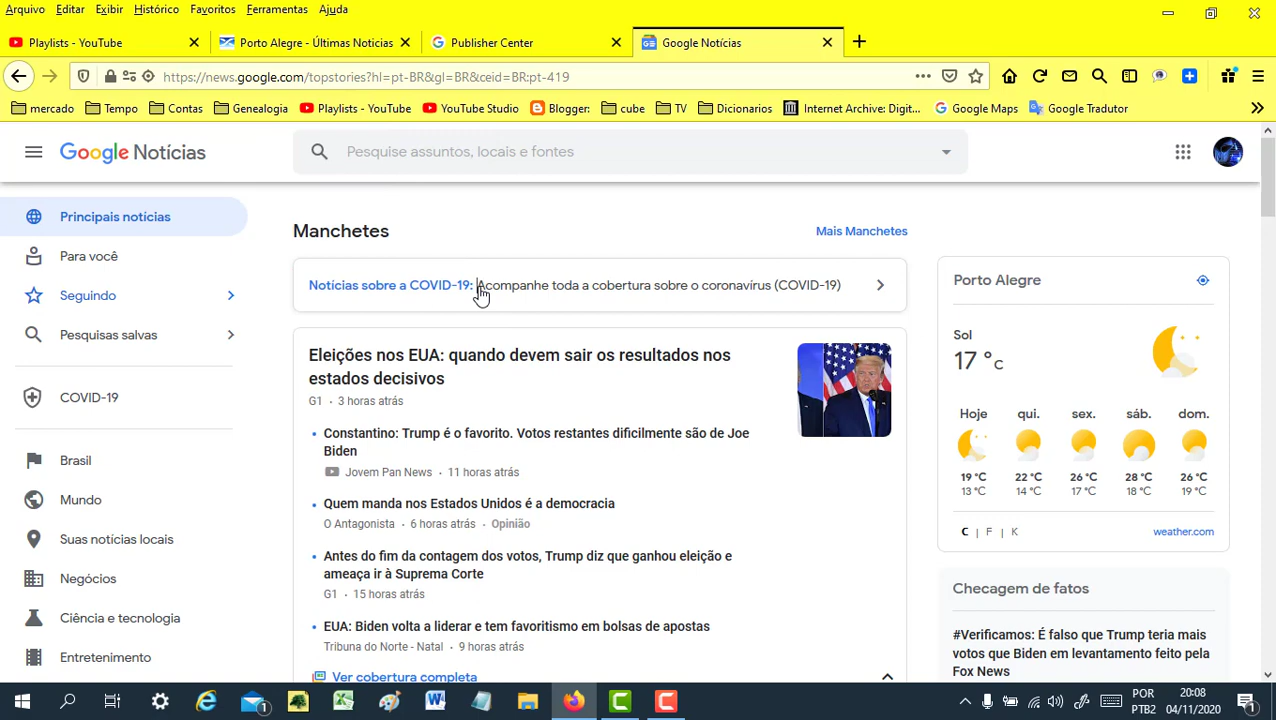 Arquivo Editar Exibir Histórico Favoritos Ferramentas Ajuda
Playlists - YouTube
Porto Alegre - Últimas Noticias
Publisher Center
Google Notícias
https://news.google.com/topstories?hl=pt-BR&gl=BR&ceid=BR:pt-419
mercado Tempo Contas Genealogia Playlists - YouTube YouTube Studio Blogger: cube TV Dicionarios Internet Archive: Digit... Google Maps Google Tradutor
Google Notícias
Pesquise assuntos, locais e fontes
Principais notícias
Para você
Seguindo
Pesquisas salvas
COVID-19
Brasil
Mundo
Suas notícias locais
Negócios
Ciência e tecnologia
Entretenimento
Manchetes
Mais Manchetes
Notícias sobre a COVID-19: Acompanhe toda a cobertura sobre o coronavírus (COVID-19)
Eleições nos EUA: quando devem sair os resultados nos
estados decisivos
G1 • 3 horas atrás
Constantino: Trump é o favorito. Votos restantes dificilmente são de Joe
Biden
Jovem Pan News • 11 horas atrás
Quem manda nos Estados Unidos é a democracia
O Antagonista • 6 horas atrás • Opinião
Antes do fim da contagem dos votos, Trump diz que ganhou eleição e
ameaça ir à Suprema Corte
G1 • 15 horas atrás
EUA: Biden volta a liderar e tem favoritismo em bolsas de apostas
Tribuna do Norte - Natal • 9 horas atrás
Ver cobertura completa
Porto Alegre
Sol
17 °C
Hoje qui. sex. sáb. dom.
19 °C 22 °C 26 °C 28 °C 26 °C
13 °C 14 °C 17 °C 18 °C 19 °C
C | F | K
weather.com
Checagem de fatos
#Verificamos: É falso que Trump teria mais
votos que Biden em levantamento feito pela
Fox News
1
POR
PTB2
20:08
04/11/2020
1